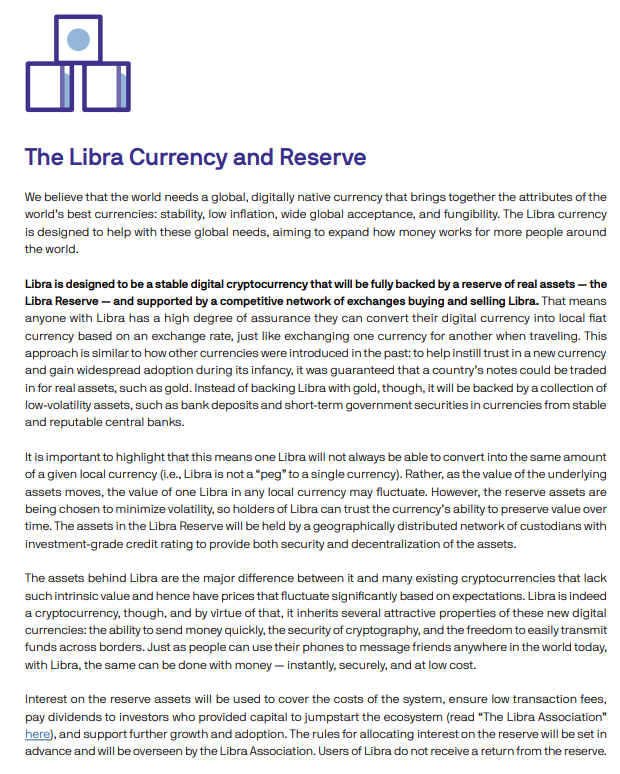 The Libra Currency and Reserve
We believe that the world needs a global, digitally native currency that brings together the attributes of the
world's best currencies: stability, low inflation, wide global acceptance, and fungibility. The Libra currency
is designed to help with these global needs, aiming to expand how money works for more people around
the world.
Libra is designed to be a stable digital cryptocurrency that will be fully backed by a reserve of real assets — the
Libra Reserve — and supported by a competitive network of exchanges buying and selling Libra. That means
anyone with Libra has a high degree of assurance they can convert their digital currency into local fiat
currency based on an exchange rate, just like exchanging one currency for another when traveling. This
approach is similar to how other currencies were introduced in the past: to help instill trust in a new currency
and gain widespread adoption during its infancy, it was guaranteed that a country's notes could be traded
in for real assets, such as gold. Instead of backing Libra with gold, though, it will be backed by a collection of
low-volatility assets, such as bank deposits and short-term government securities in currencies from stable
and reputable central banks.
It is important to highlight that this means one Libra will not always be able to convert into the same amount
of a given local currency (i.e., Libra is not a "peg" to a single currency). Rather, as the value of the underlying
assets moves, the value of one Libra in any local currency may fluctuate. However, the reserve assets are
being chosen to minimize volatility, so holders of Libra can trust the currency's ability to preserve value over
time. The assets in the Libra Reserve will be held by a geographically distributed network of custodians with
investment-grade credit rating to provide both security and decentralization of the assets.
The assets behind Libra are the major difference between it and many existing cryptocurrencies that lack
such intrinsic value and hence have prices that fluctuate significantly based on expectations. Libra is indeed
a cryptocurrency, though, and by virtue of that, it inherits several attractive properties of these new digital
currencies: the ability to send money quickly, the security of cryptography, and the freedom to easily transmit
funds across borders. Just as people can use their phones to message friends anywhere in the world today,
with Libra, the same can be done with money — instantly, securely, and at low cost.
Interest on the reserve assets will be used to cover the costs of the system, ensure low transaction fees,
pay dividends to investors who provided capital to jumpstart the ecosystem (read "The Libra Association"
here), and support further growth and adoption. The rules for allocating interest on the reserve will be set in
advance and will be overseen by the Libra Association. Users of Libra do not receive a return from the reserve.